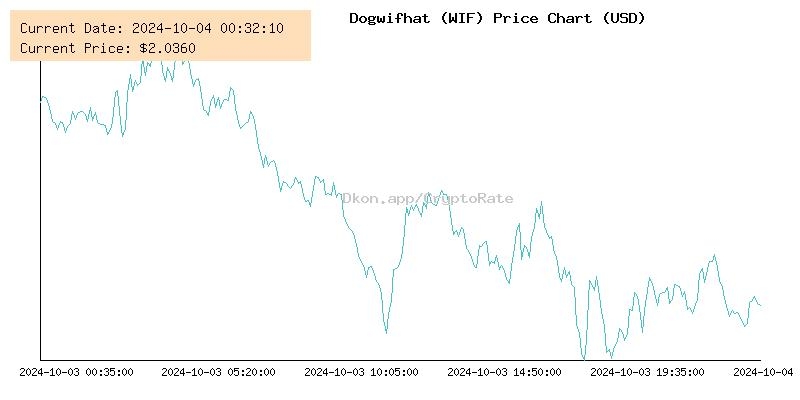 Dogwifhat (WIF) Price Chart (USD)
Current Date: 2024-10-04 00:32:10
Current Price: $2.0360
Dkon.app/CryptoRate
2024-10-03 00:35:00 2024-10-03 05:20:00 2024-10-03 10:05:00 2024-10-03 14:50:00 2024-10-03 19:35:00 2024-10-04